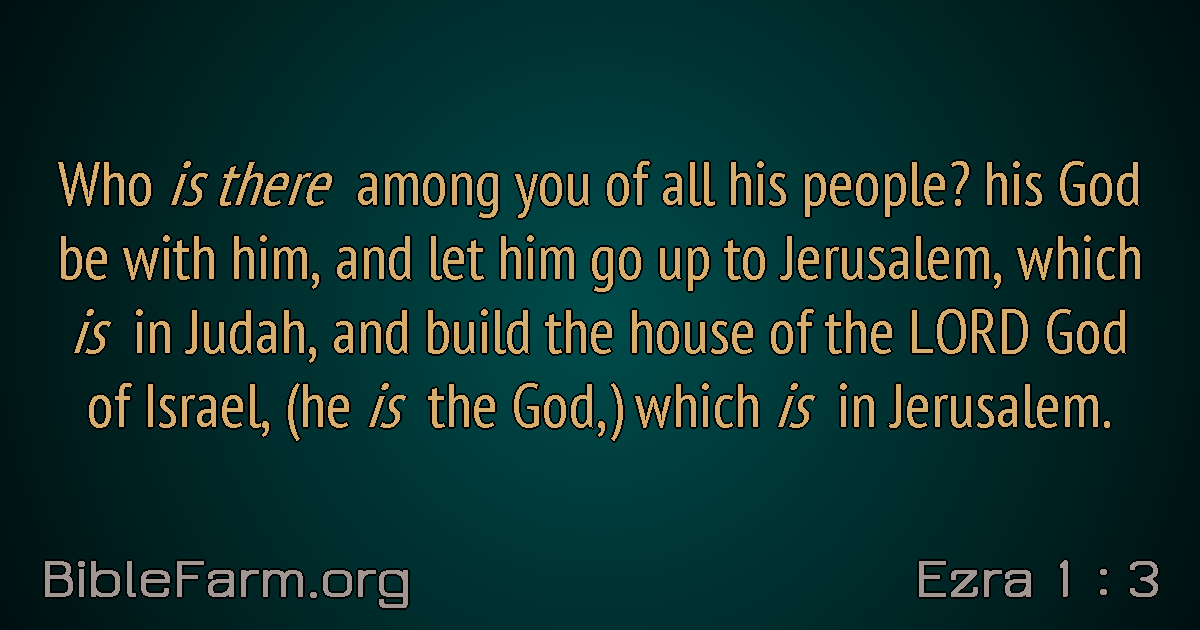 Who is there among you of all his people? his God
be with him, and let him go up to Jerusalem, which
is in Judah, and build the house of the LORD God
of Israel, (he is the God,) which is in Jerusalem.
BibleFarm.org
Ezra 1 : 3